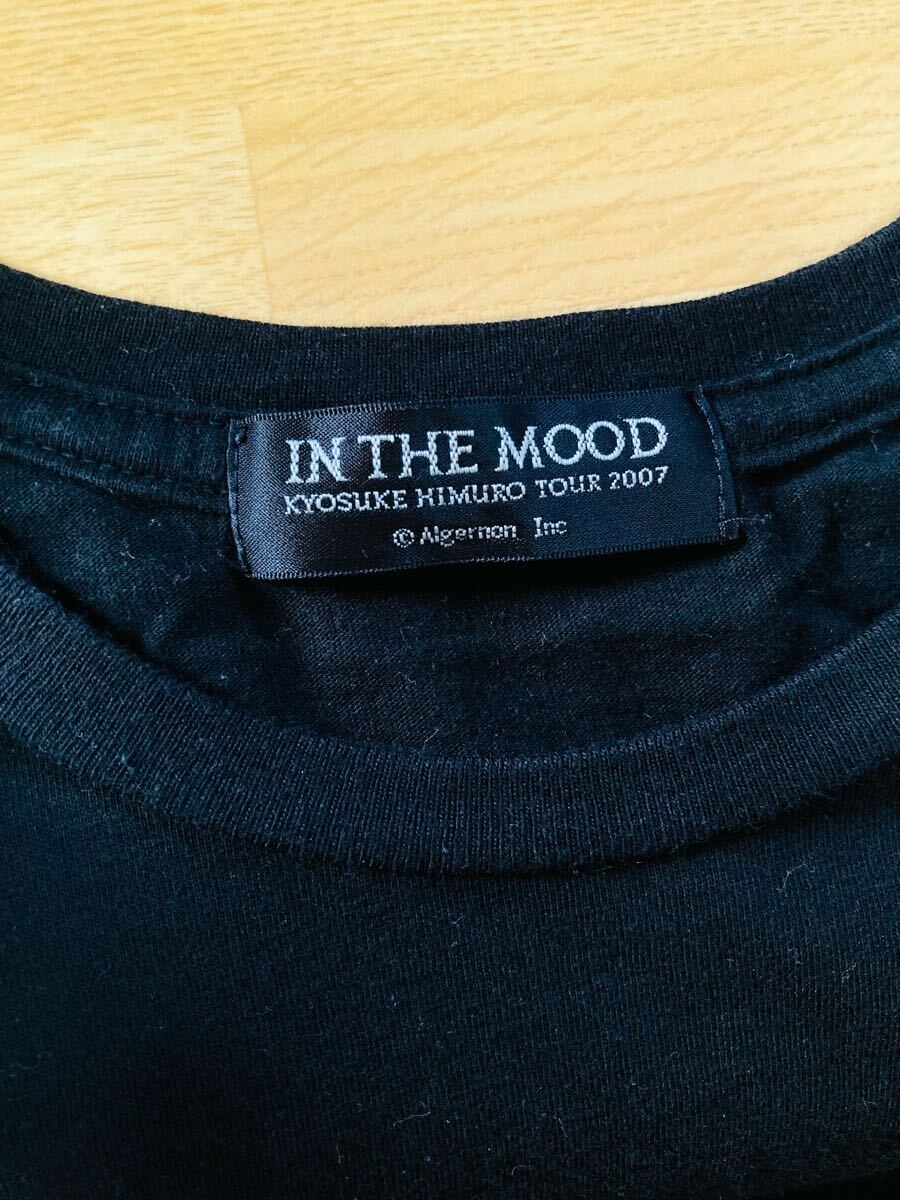 IN THE MOOD
KYOSUKE HIMURO TOUR 2007
© Algernon Inc